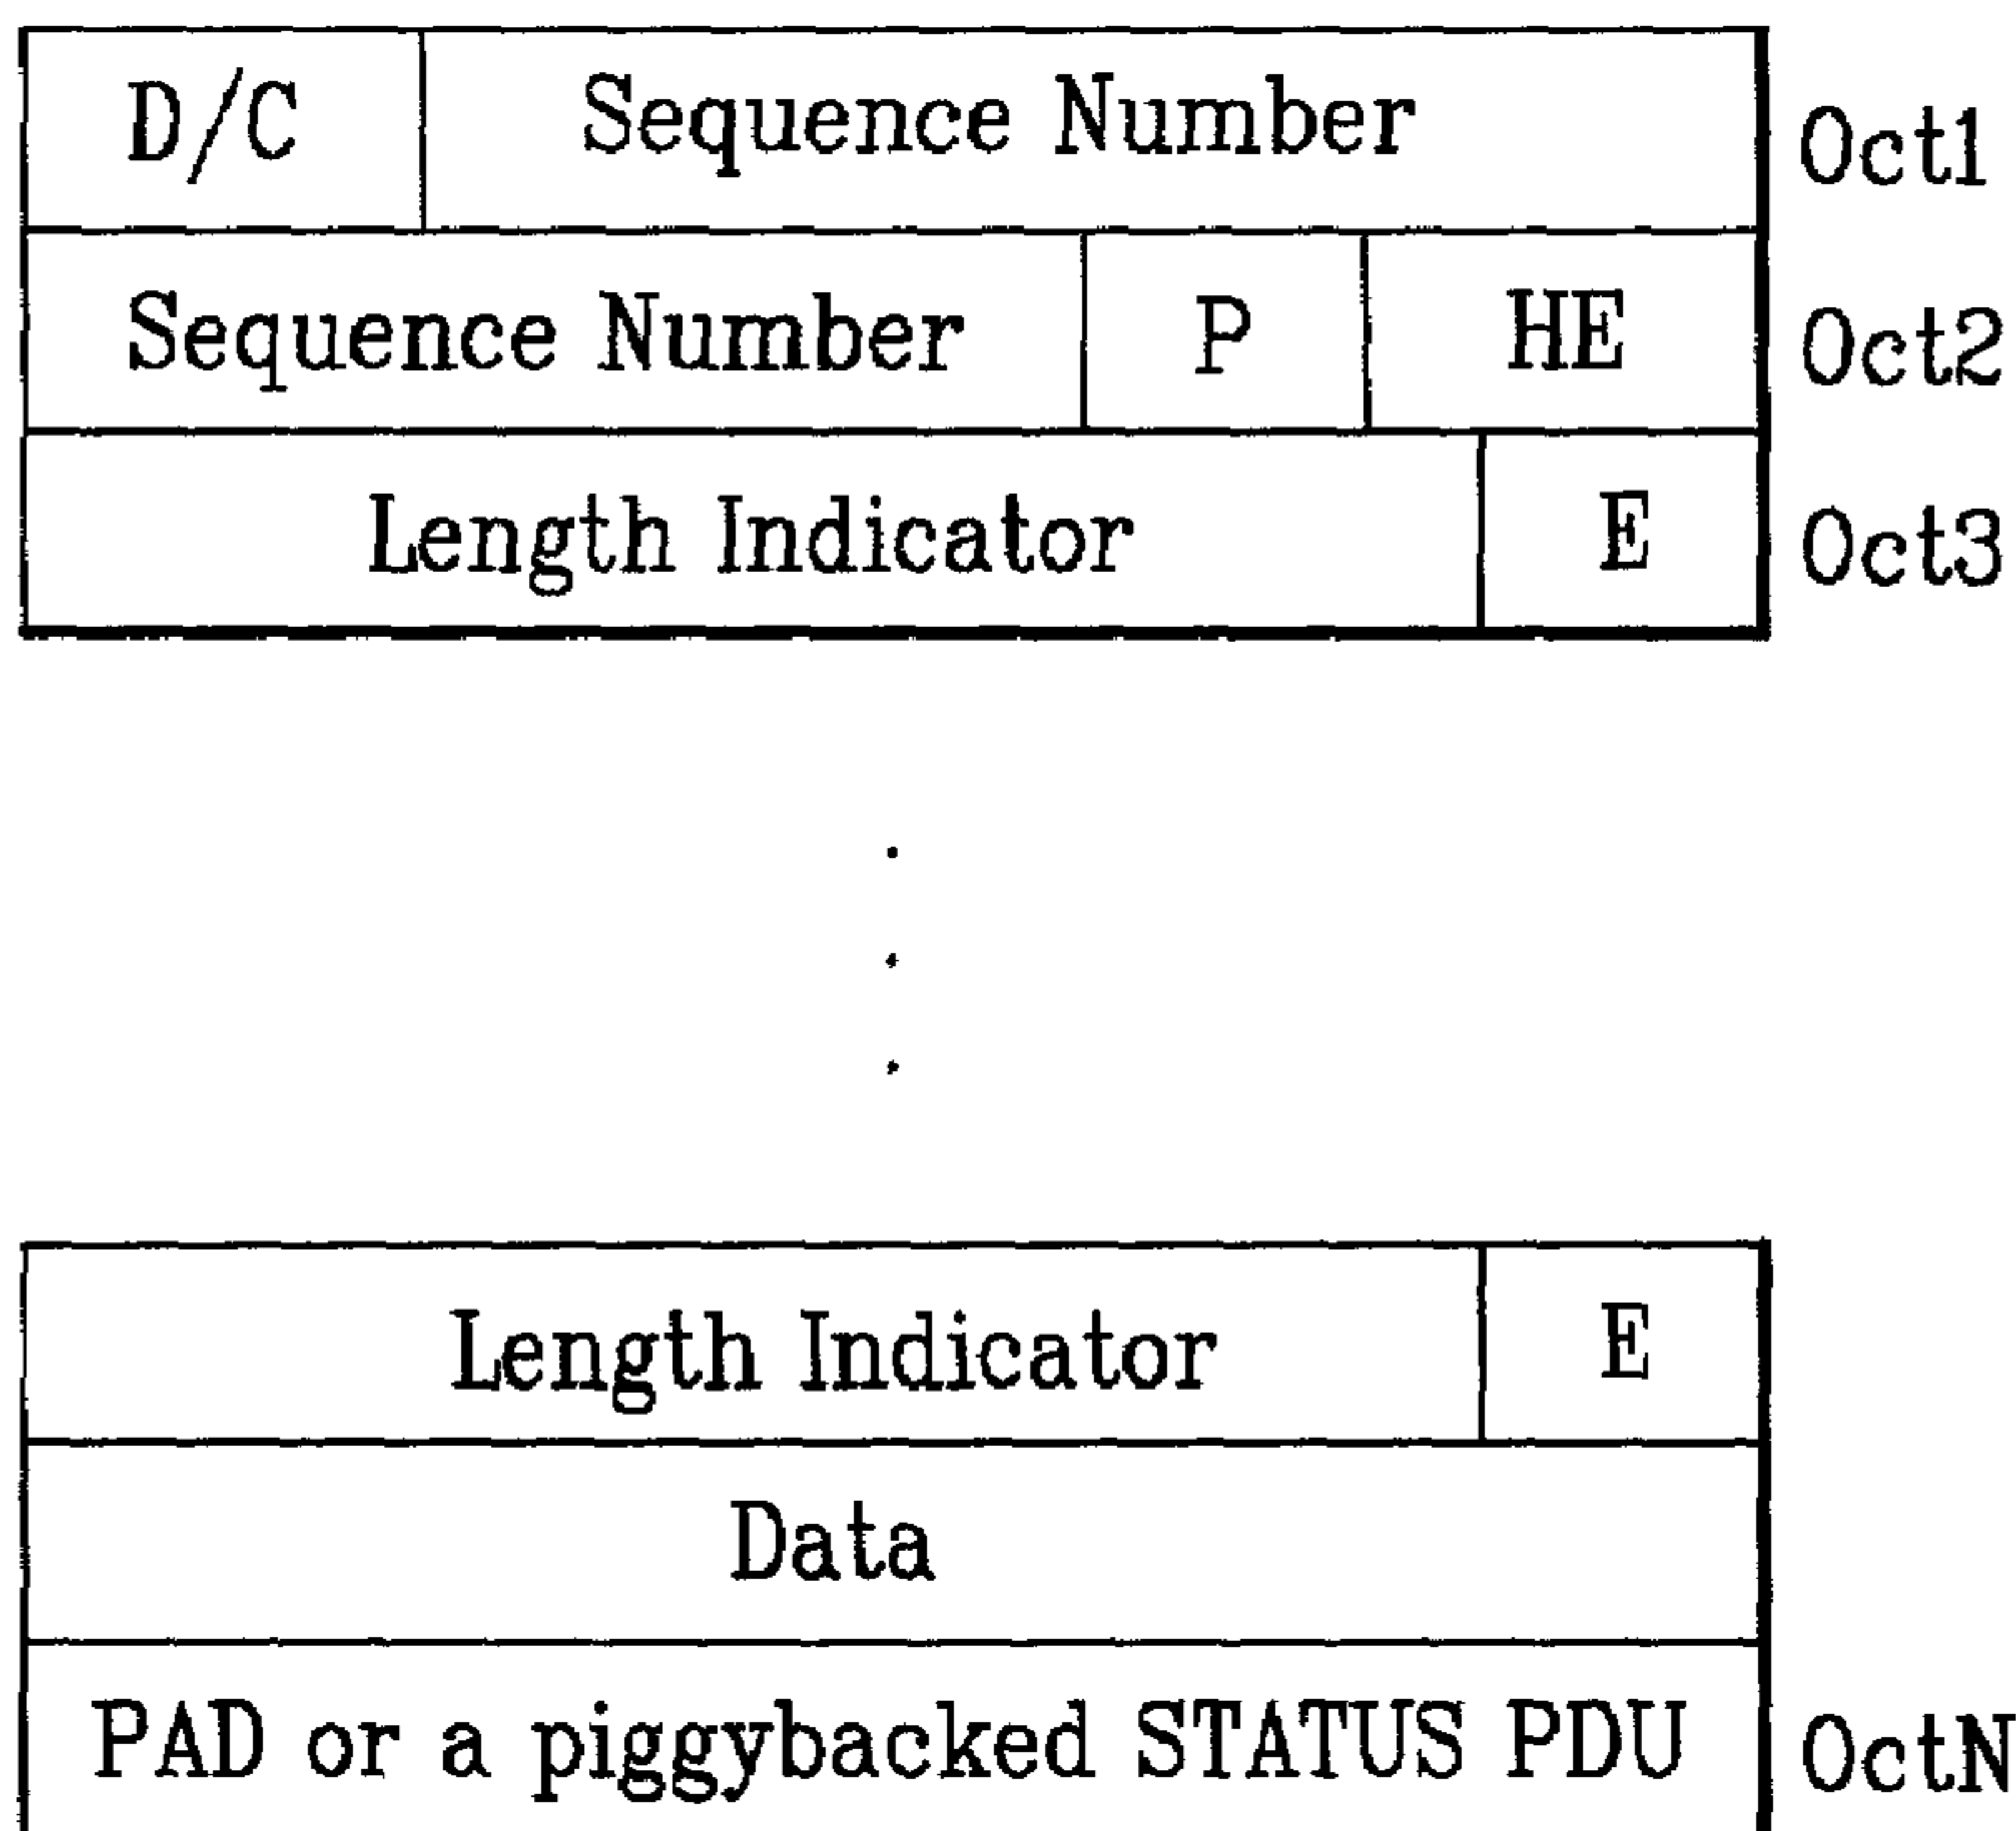 D/C Sequence Number Oct1
Sequence Number P HE Oct2
Length Indicator E Oct3
Length Indicator E
Data
PAD or a piggybacked STATUS PDU OctN